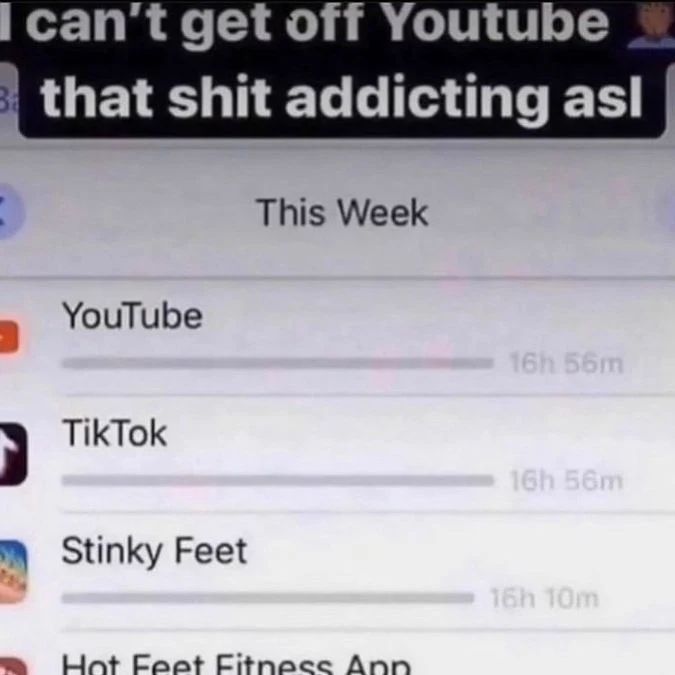 I can't get off Youtube
that shit addicting asl
This Week
YouTube
16h 56m
TikTok
16h 56m
Stinky Feet
16h 10m
Hot Feet Fitness App